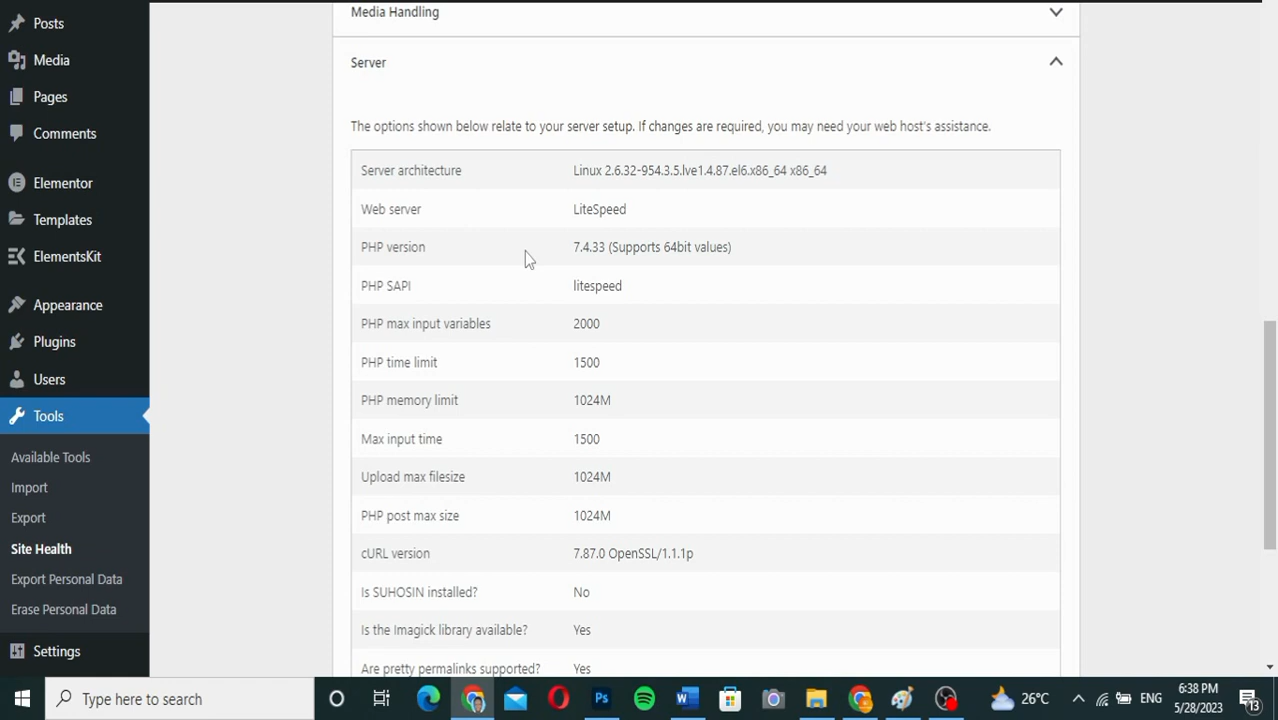 Posts
Media
Pages
Comments
Elementor
Templates
ElementsKit
Appearance
Plugins
Users
Tools
Available Tools
Import
Export
Site Health
Export Personal Data
Erase Personal Data
Settings
Media Handling
Server
The options shown below relate to your server setup. If changes are required, you may need your web host's assistance.
Server architecture Linux 2.6.32-954.3.5.lve1.4.87.el6.x86_64 x86_64
Web server LiteSpeed
PHP version 7.4.33 (Supports 64bit values)
PHP SAPI litespeed
PHP max input variables 2000
PHP time limit 1500
PHP memory limit 1024M
Max input time 1500
Upload max filesize 1024M
PHP post max size 1024M
cURL version 7.87.0 OpenSSL/1.1.1p
Is SUHOSIN installed? No
Is the Imagick library available? Yes
Are pretty permalinks supported? Yes
Type here to search
Ps
W
26°C
ENG
6:38 PM
5/28/2023
13